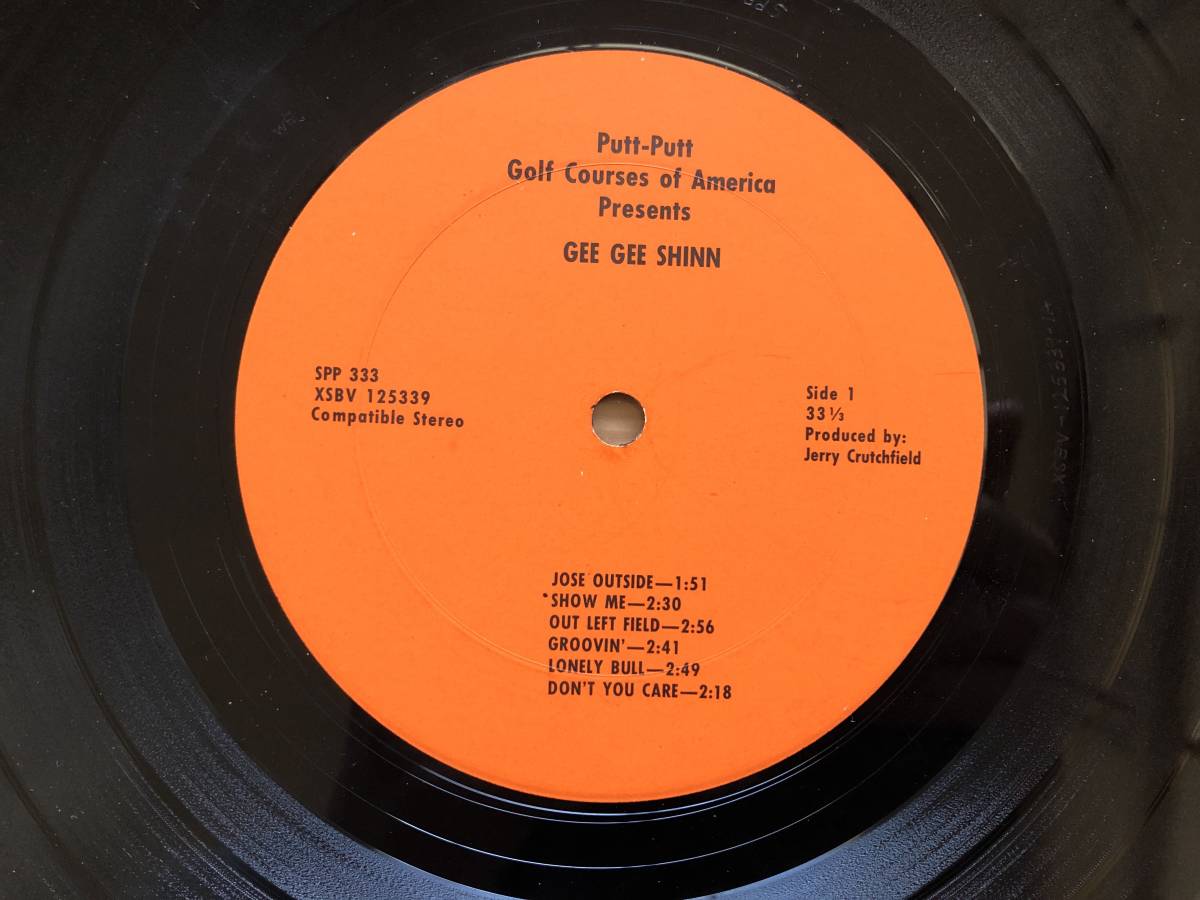 Putt-Putt
Golf Courses of America
Presents
GEE GEE SHINN
SPP 333
XSBV 125339
Compatible Stereo
Side 1
33⅓
Produced by:
Jerry Crutchfield
JOSE OUTSIDE—1:51
SHOW ME—2:30
OUT LEFT FIELD—2:56
GROOVIN'—2:41
LONELY BULL—2:49
DON'T YOU CARE—2:18